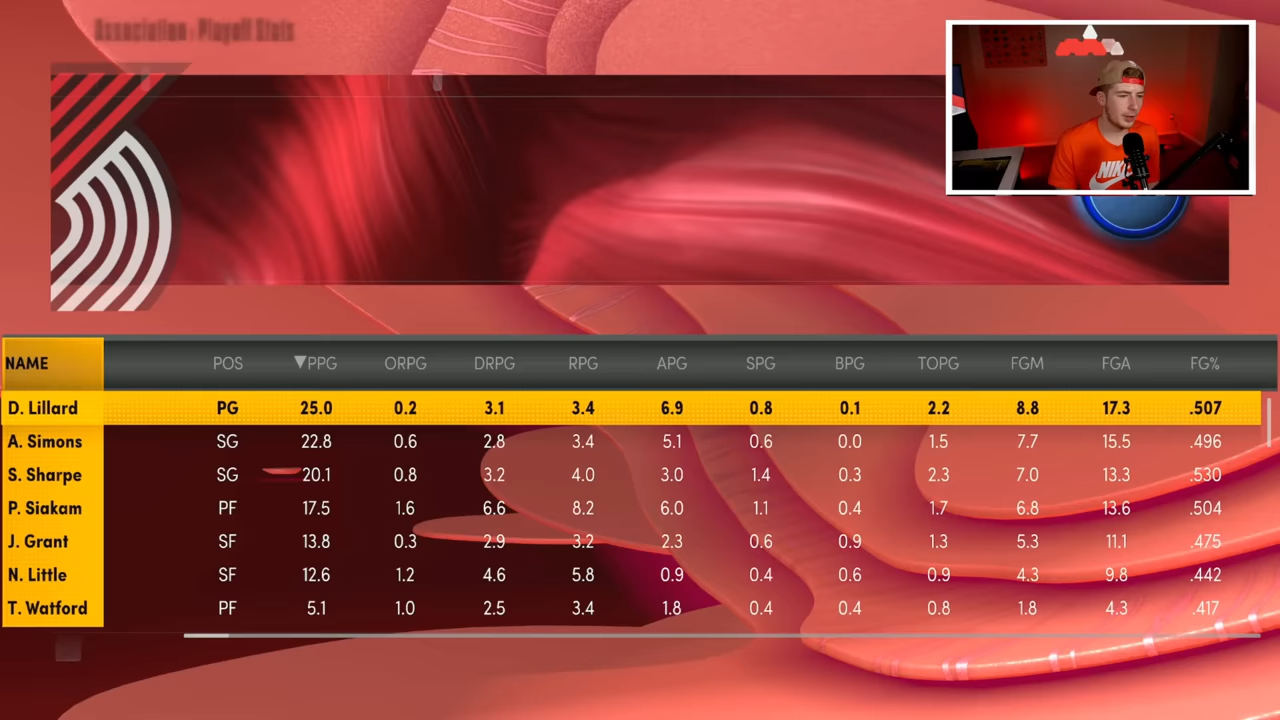 Association : Playoff Stats
NIKE
NAME POS ▼PPG ORPG DRPG RPG APG SPG BPG TOPG FGM FGA FG%
D. Lillard PG 25.0 0.2 3.1 3.4 6.9 0.8 0.1 2.2 8.8 17.3 .507
A. Simons SG 22.8 0.6 2.8 3.4 5.1 0.6 0.0 1.5 7.7 15.5 .496
S. Sharpe SG 20.1 0.8 3.2 4.0 3.0 1.4 0.3 2.3 7.0 13.3 .530
P. Siakam PF 17.5 1.6 6.6 8.2 6.0 1.1 0.4 1.7 6.8 13.6 .504
J. Grant SF 13.8 0.3 2.9 3.2 2.3 0.6 0.9 1.3 5.3 11.1 .475
N. Little SF 12.6 1.2 4.6 5.8 0.9 0.4 0.6 0.9 4.3 9.8 .442
T. Watford PF 5.1 1.0 2.5 3.4 1.8 0.4 0.4 0.8 1.8 4.3 .417